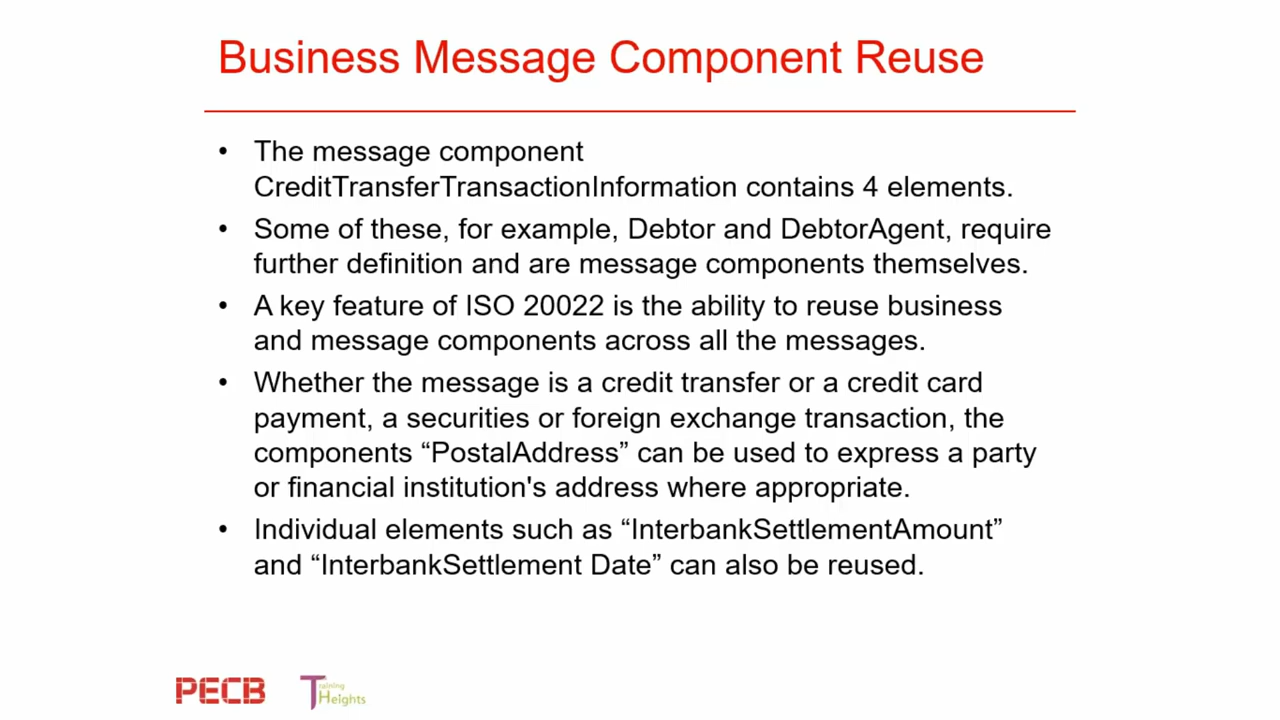 Business Message Component Reuse
• The message component
CreditTransferTransactionInformation contains 4 elements.
• Some of these, for example, Debtor and DebtorAgent, require
further definition and are message components themselves.
• A key feature of ISO 20022 is the ability to reuse business
and message components across all the messages.
• Whether the message is a credit transfer or a credit card
payment, a securities or foreign exchange transaction, the
components “PostalAddress” can be used to express a party
or financial institution's address where appropriate.
• Individual elements such as “InterbankSettlementAmount”
and “InterbankSettlement Date” can also be reused.
PECB
Training
Heights